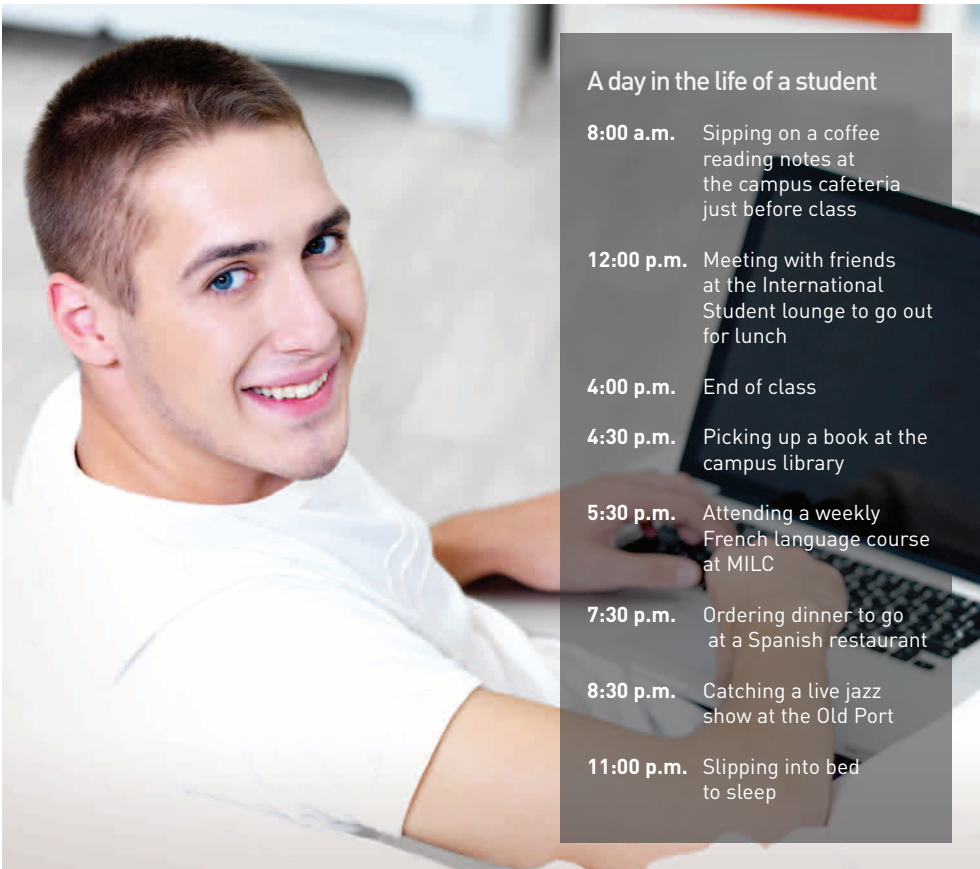 A day in the life of a student
8:00 a.m. Sipping on a coffee
reading notes at
the campus cafeteria
just before class
12:00 p.m. Meeting with friends
at the International
Student lounge to go out
for lunch
4:00 p.m. End of class
4:30 p.m. Picking up a book at the
campus library
5:30 p.m. Attending a weekly
French language course
at MILC
7:30 p.m. Ordering dinner to go
at a Spanish restaurant
8:30 p.m. Catching a live jazz
show at the Old Port
11:00 p.m. Slipping into bed
to sleep